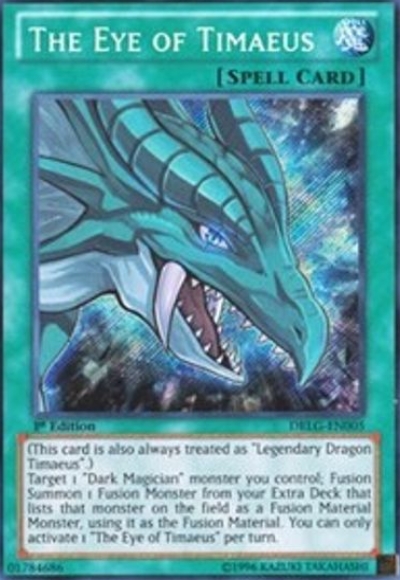 THE EYE OF TIMAEUS
[SPELL CARD]
1st Edition
DRLG-EN005
(This card is also always treated as "Legendary Dragon
Timaeus".)
Target 1 "Dark Magician" monster you control; Fusion
Summon 1 Fusion Monster from your Extra Deck that
lists that monster on the field as a Fusion Material
Monster, using it as the Fusion Material. You can only
activate 1 "The Eye of Timaeus" per turn.
01784686
©1996 KAZUKI TAKAHASHI